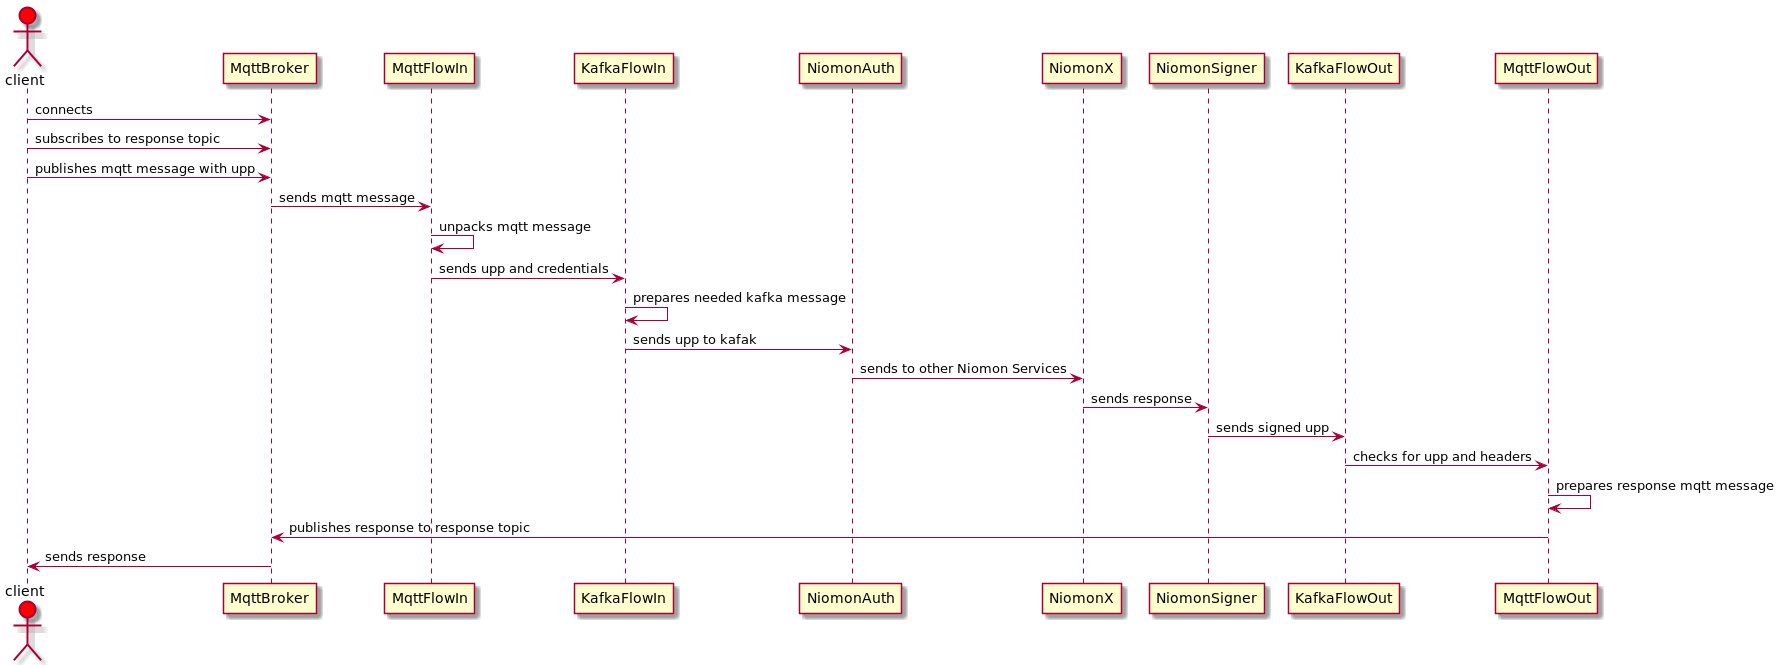 client
MqttBroker
MqttFlowIn
KafkaFlowIn
NiomonAuth
NiomonX
NiomonSigner
KafkaFlowOut
MqttFlowOut
connects
subscribes to response topic
publishes mqtt message with upp
sends mqtt message
unpacks mqtt message
sends upp and credentials
prepares needed kafka message
sends upp to kafak
sends to other Niomon Services
sends response
sends signed upp
checks for upp and headers
prepares response mqtt message
publishes response to response topic
sends response
client
MqttBroker
MqttFlowIn
KafkaFlowIn
NiomonAuth
NiomonX
NiomonSigner
KafkaFlowOut
MqttFlowOut